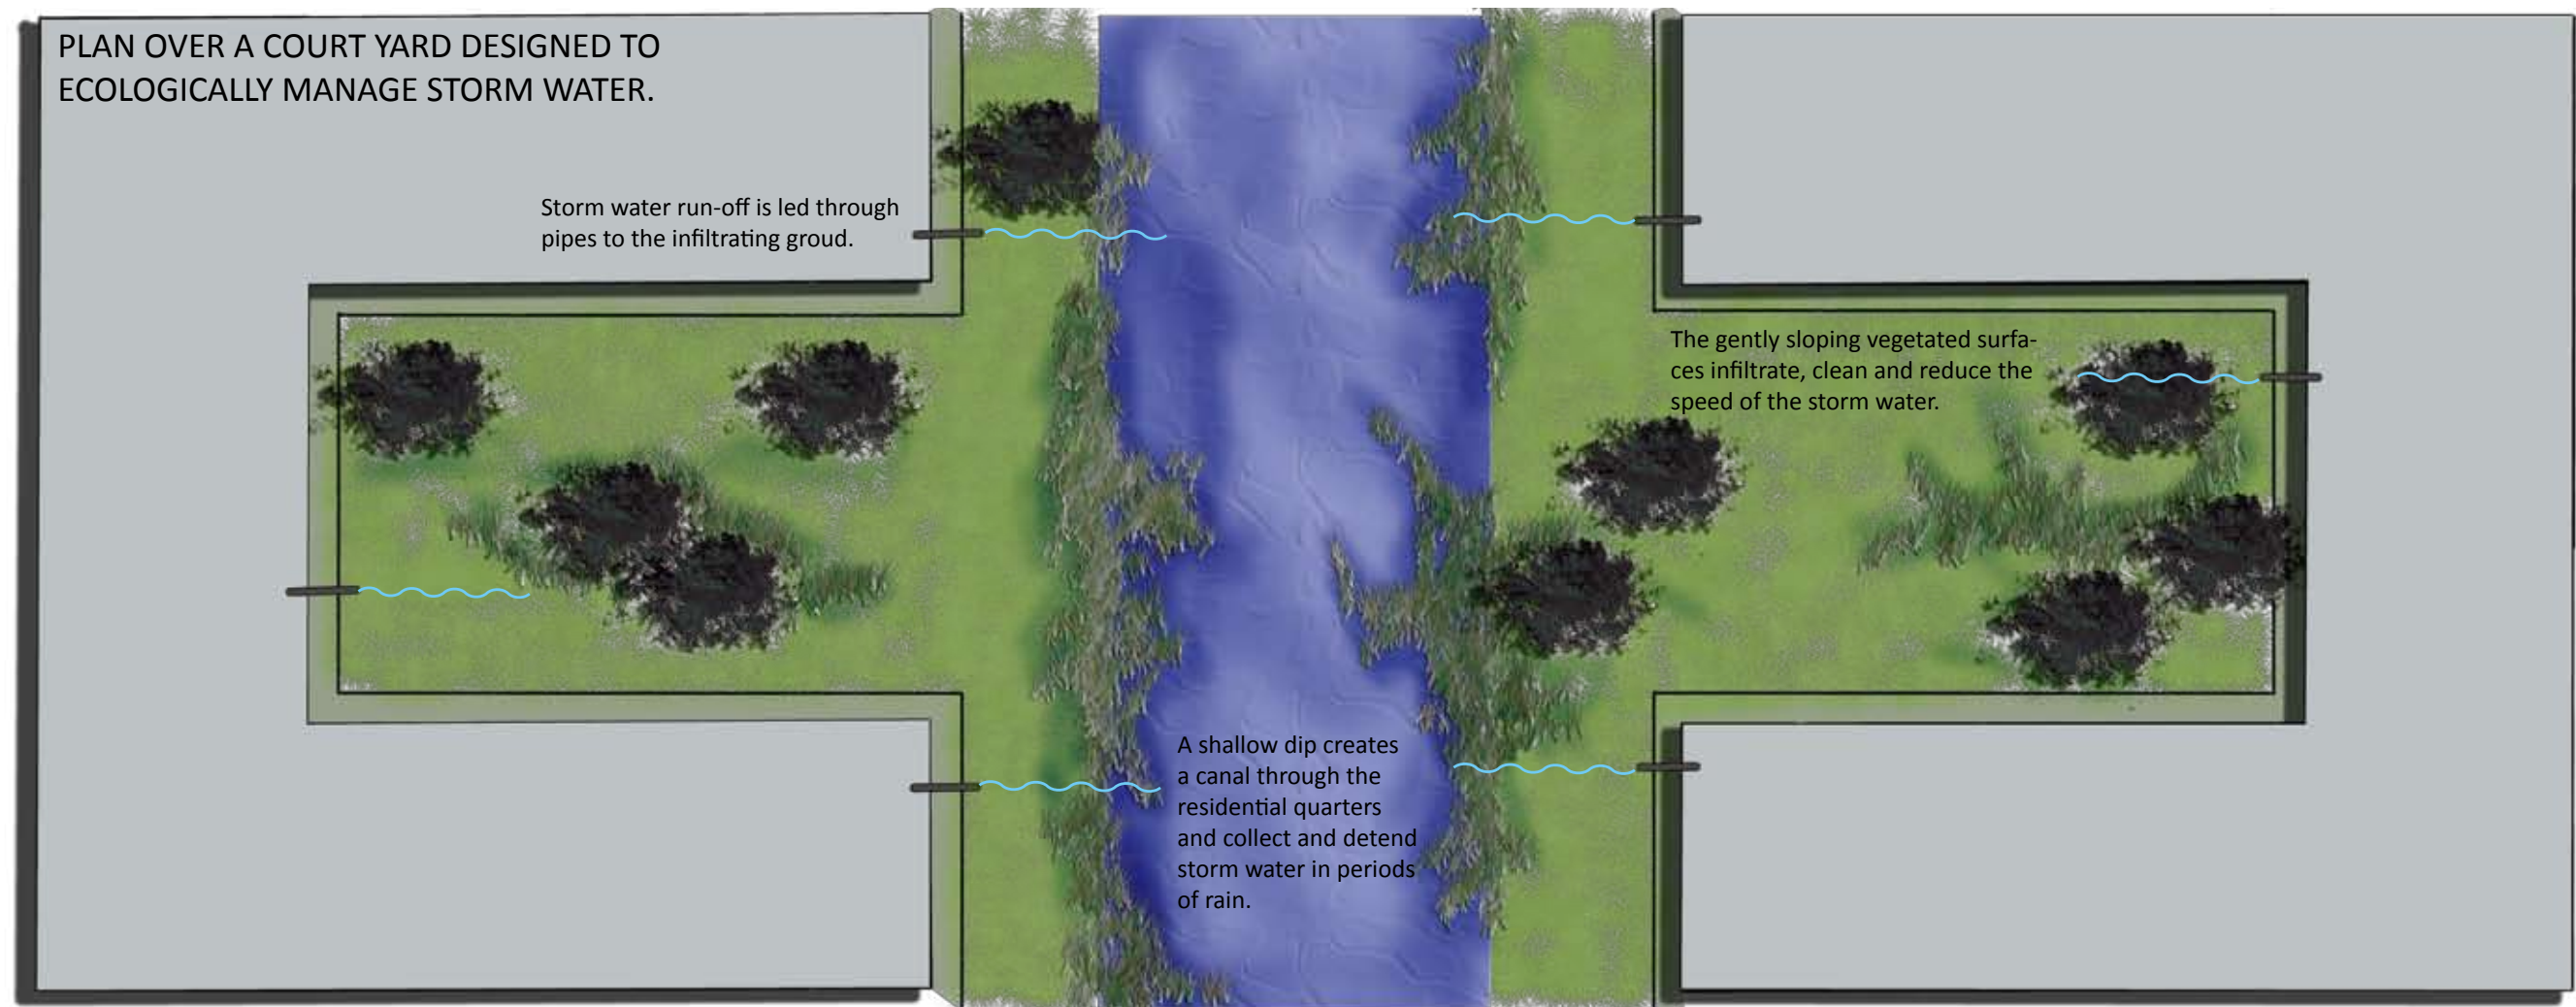 PLAN OVER A COURT YARD DESIGNED TO
ECOLOGICALLY MANAGE STORM WATER.
Storm water run-off is led through
pipes to the infiltrating groud.
The gently sloping vegetated surfa-
ces infiltrate, clean and reduce the
speed of the storm water.
A shallow dip creates
a canal through the
residential quarters
and collect and detend
storm water in periods
of rain.